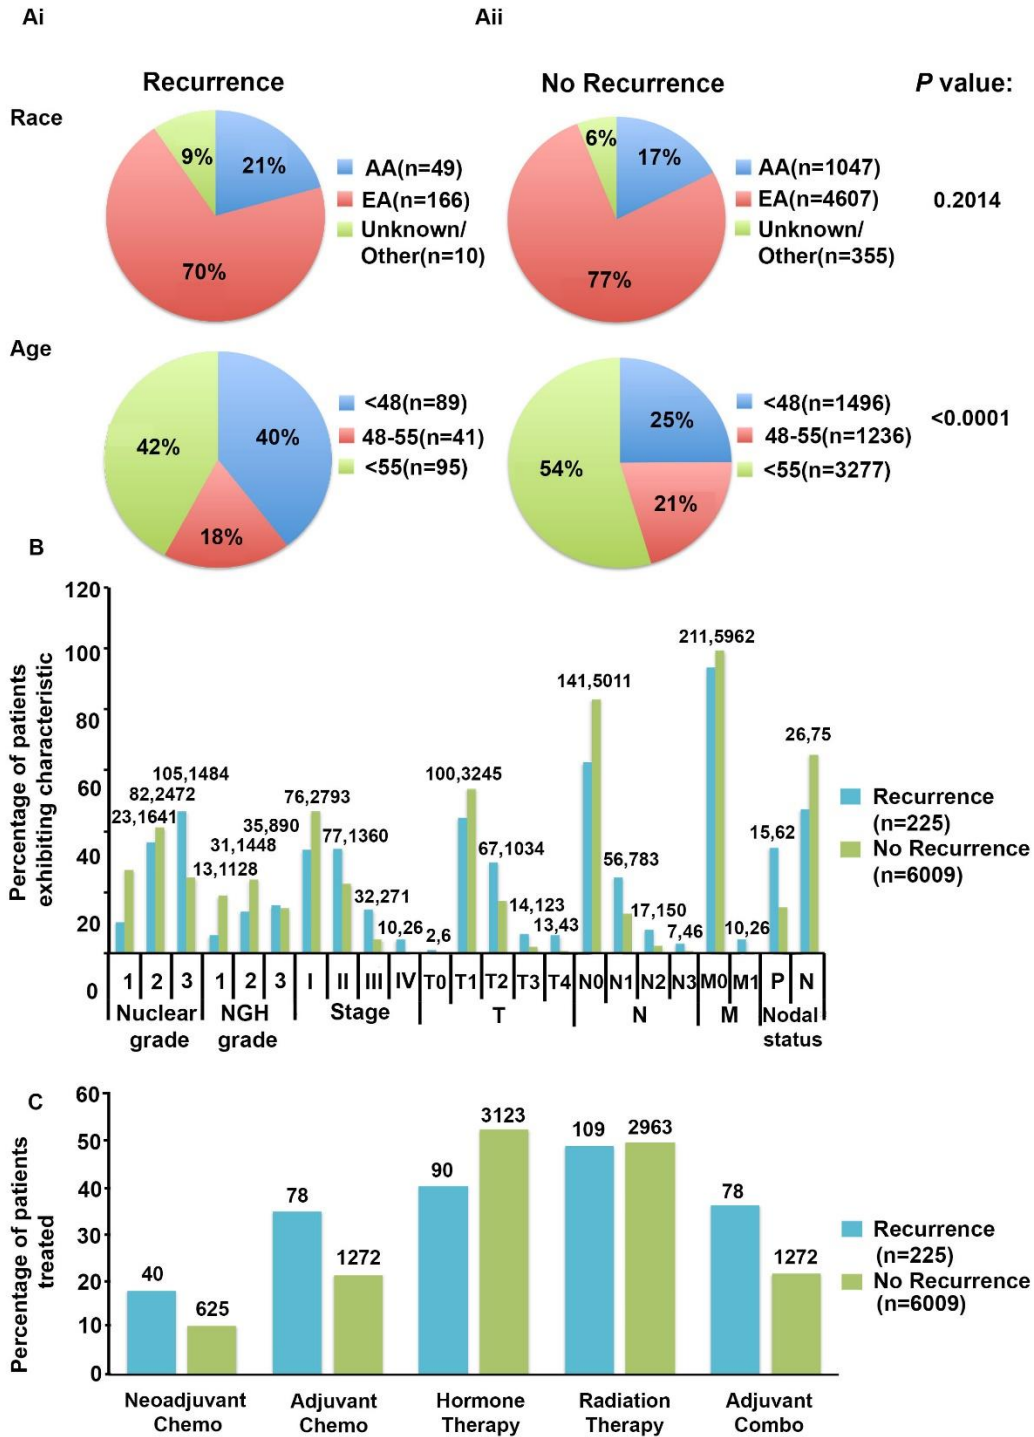 Ai
Aii
Recurrence
No Recurrence
P value:
Race
9%
21%
70%
AA(n=49)
EA(n=166)
Unknown/
Other(n=10)
6%
17%
77%
AA(n=1047)
EA(n=4607)
Unknown/
Other(n=355)
0.2014
Age
42%
40%
18%
<48(n=89)
48-55(n=41)
<55(n=95)
54%
25%
21%
<48(n=1496)
48-55(n=1236)
<55(n=3277)
<0.0001
B
Percentage of patients
exhibiting characteristic
120
100
80
60
40
20
0
23,1641
82,2472
105,1484
13,1128
31,1448
35,890
76,2793
77,1360
32,271
10,26
2,6
100,3245
67,1034
14,123
13,43
141,5011
56,783
17,150
7,46
211,5962
10,26
15,62
26,75
Recurrence
(n=225)
No Recurrence
(n=6009)
1 2 3 1 2 3 I II III IV T0 T1 T2 T3 T4 N0 N1 N2 N3 M0 M1 P N
Nuclear
grade
NGH
grade
Stage
T
N
M
Nodal
status
C
Percentage of patients
treated
60
50
40
30
20
10
0
40
625
78
1272
90
3123
109
2963
78
1272
Recurrence
(n=225)
No Recurrence
(n=6009)
Neoadjuvant
Chemo
Adjuvant
Chemo
Hormone
Therapy
Radiation
Therapy
Adjuvant
Combo